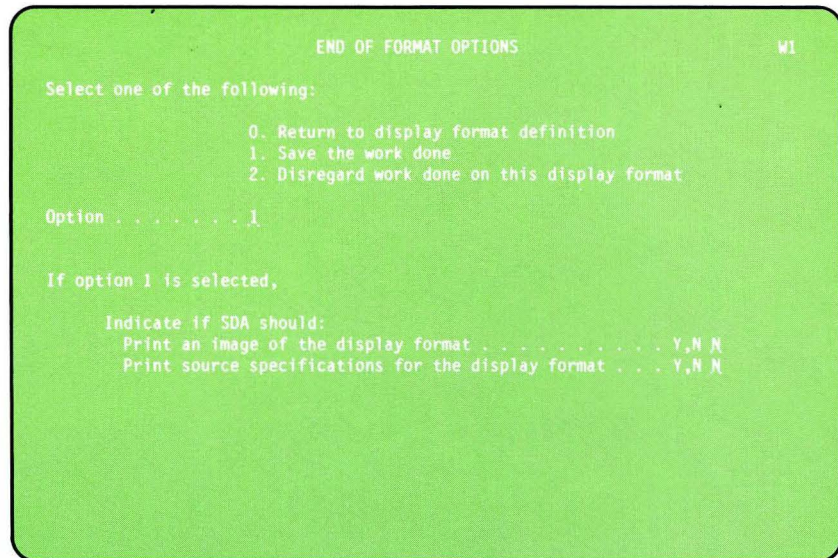 END OF FORMAT OPTIONS W1
Select one of the following:
0. Return to display format definition
1. Save the work done
2. Disregard work done on this display format
Option . . . . . . . 1
If option 1 is selected,
Indicate if SDA should:
Print an image of the display format . . . . . . . . . . Y,N N
Print source specifications for the display format . . . Y,N N